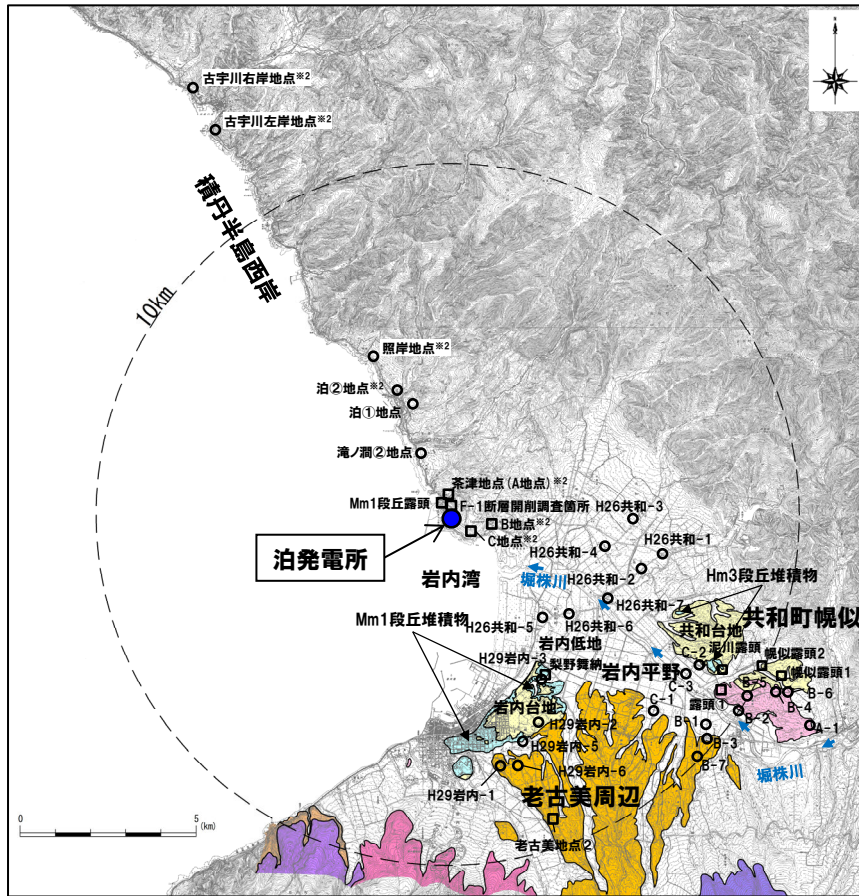 古宇川右岸地点※2
古宇川左岸地点※2
積丹半島西岸
10km
照岸地点※2
泊②地点※2
泊①地点
滝ノ澗②地点
茶津地点(A地点)※2
Mm1段丘露頭
F-1断層開削調査箇所
H26共和-3
B地点※2
C地点※2
H26共和-1
H26共和-4
泊発電所
岩内湾
堀株川
H26共和-2
Hm3段丘堆積物
H26共和-7
Mm1段丘堆積物
H26共和-5
H26共和-6
共和町幌似
共和台地
泥川露頭
岩内低地
C-2
幌似露頭2
H29岩内-3
梨野舞納
岩内平野
C-3
幌似露頭1
B-5
B-6
岩内台地
C-1
露頭1
B-4
H29岩内-2
B-1
B-2
A-1
H29岩内-5
B-3
H29岩内-6
B-7
堀株川
H29岩内-1
老古美周辺
老古美地点2
0
5
(km)